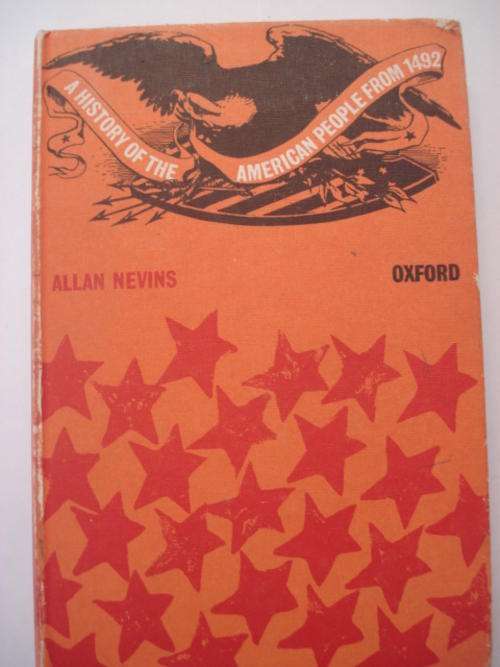 A HISTORY OF THE
AMERICAN PEOPLE FROM 1492
ALLAN NEVINS
OXFORD